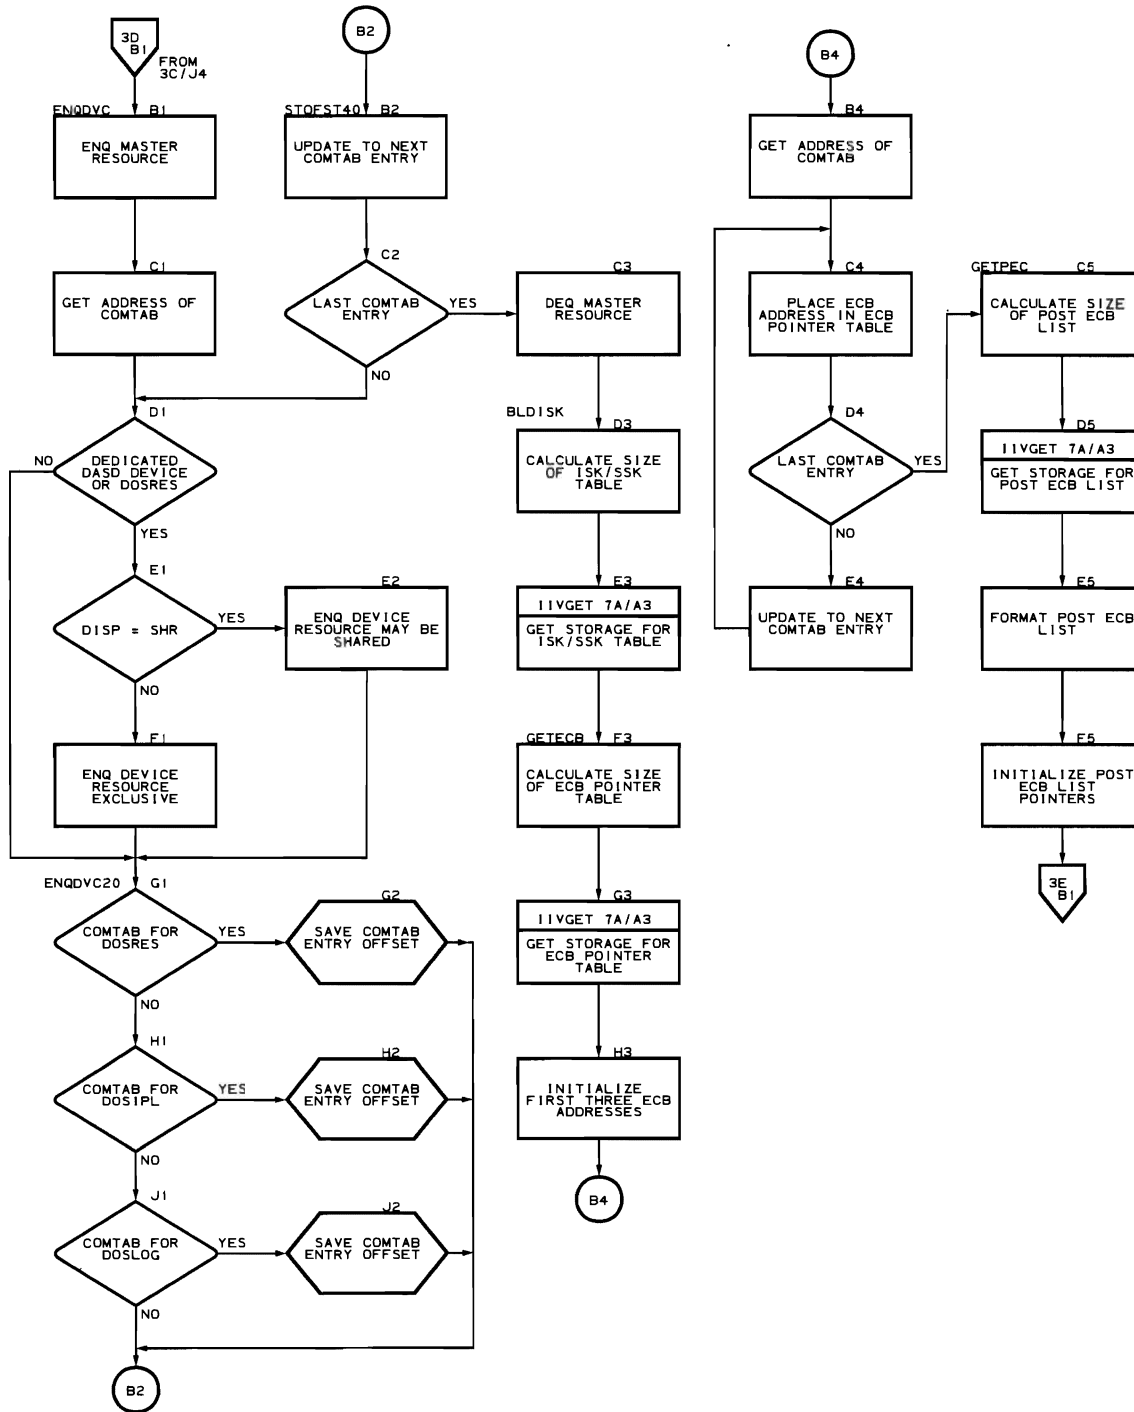 3D
B1
FROM
3C/J4
ENQDVC B1
ENQ MASTER
RESOURCE
C1
GET ADDRESS OF
COMTAB
D1
DEDICATED
DASD DEVICE
OR DOSRES
NO
YES
E1
DISP = SHR
YES
NO
E2
ENQ DEVICE
RESOURCE MAY BE
SHARED
F1
ENQ DEVICE
RESOURCE
EXCLUSIVE
ENQDVC20 G1
COMTAB FOR
DOSRES
YES
NO
G2
SAVE COMTAB
ENTRY OFFSET
H1
COMTAB FOR
DOSIPL
YES
NO
H2
SAVE COMTAB
ENTRY OFFSET
J1
COMTAB FOR
DOSLOG
YES
NO
J2
SAVE COMTAB
ENTRY OFFSET
B2
B2
STOFST40 B2
UPDATE TO NEXT
COMTAB ENTRY
C2
LAST COMTAB
ENTRY
YES
NO
C3
DEQ MASTER
RESOURCE
BLDISK
D3
CALCULATE SIZE
OF ISK/SSK
TABLE
E3
IIVGET 7A/A3
GET STORAGE FOR
ISK/SSK TABLE
GETECB F3
CALCULATE SIZE
OF ECB POINTER
TABLE
G3
IIVGET 7A/A3
GET STORAGE FOR
ECB POINTER
TABLE
H3
INITIALIZE
FIRST THREE ECB
ADDRESSES
B4
B4
B4
GET ADDRESS OF
COMTAB
C4
PLACE ECB
ADDRESS IN ECB
POINTER TABLE
D4
LAST COMTAB
ENTRY
YES
NO
E4
UPDATE TO NEXT
COMTAB ENTRY
GETPEC C5
CALCULATE SIZE
OF POST ECB
LIST
D5
IIVGET 7A/A3
GET STORAGE FOR
POST ECB LIST
E5
FORMAT POST ECB
LIST
F5
INITIALIZE POST
ECB LIST
POINTERS
3E
B1